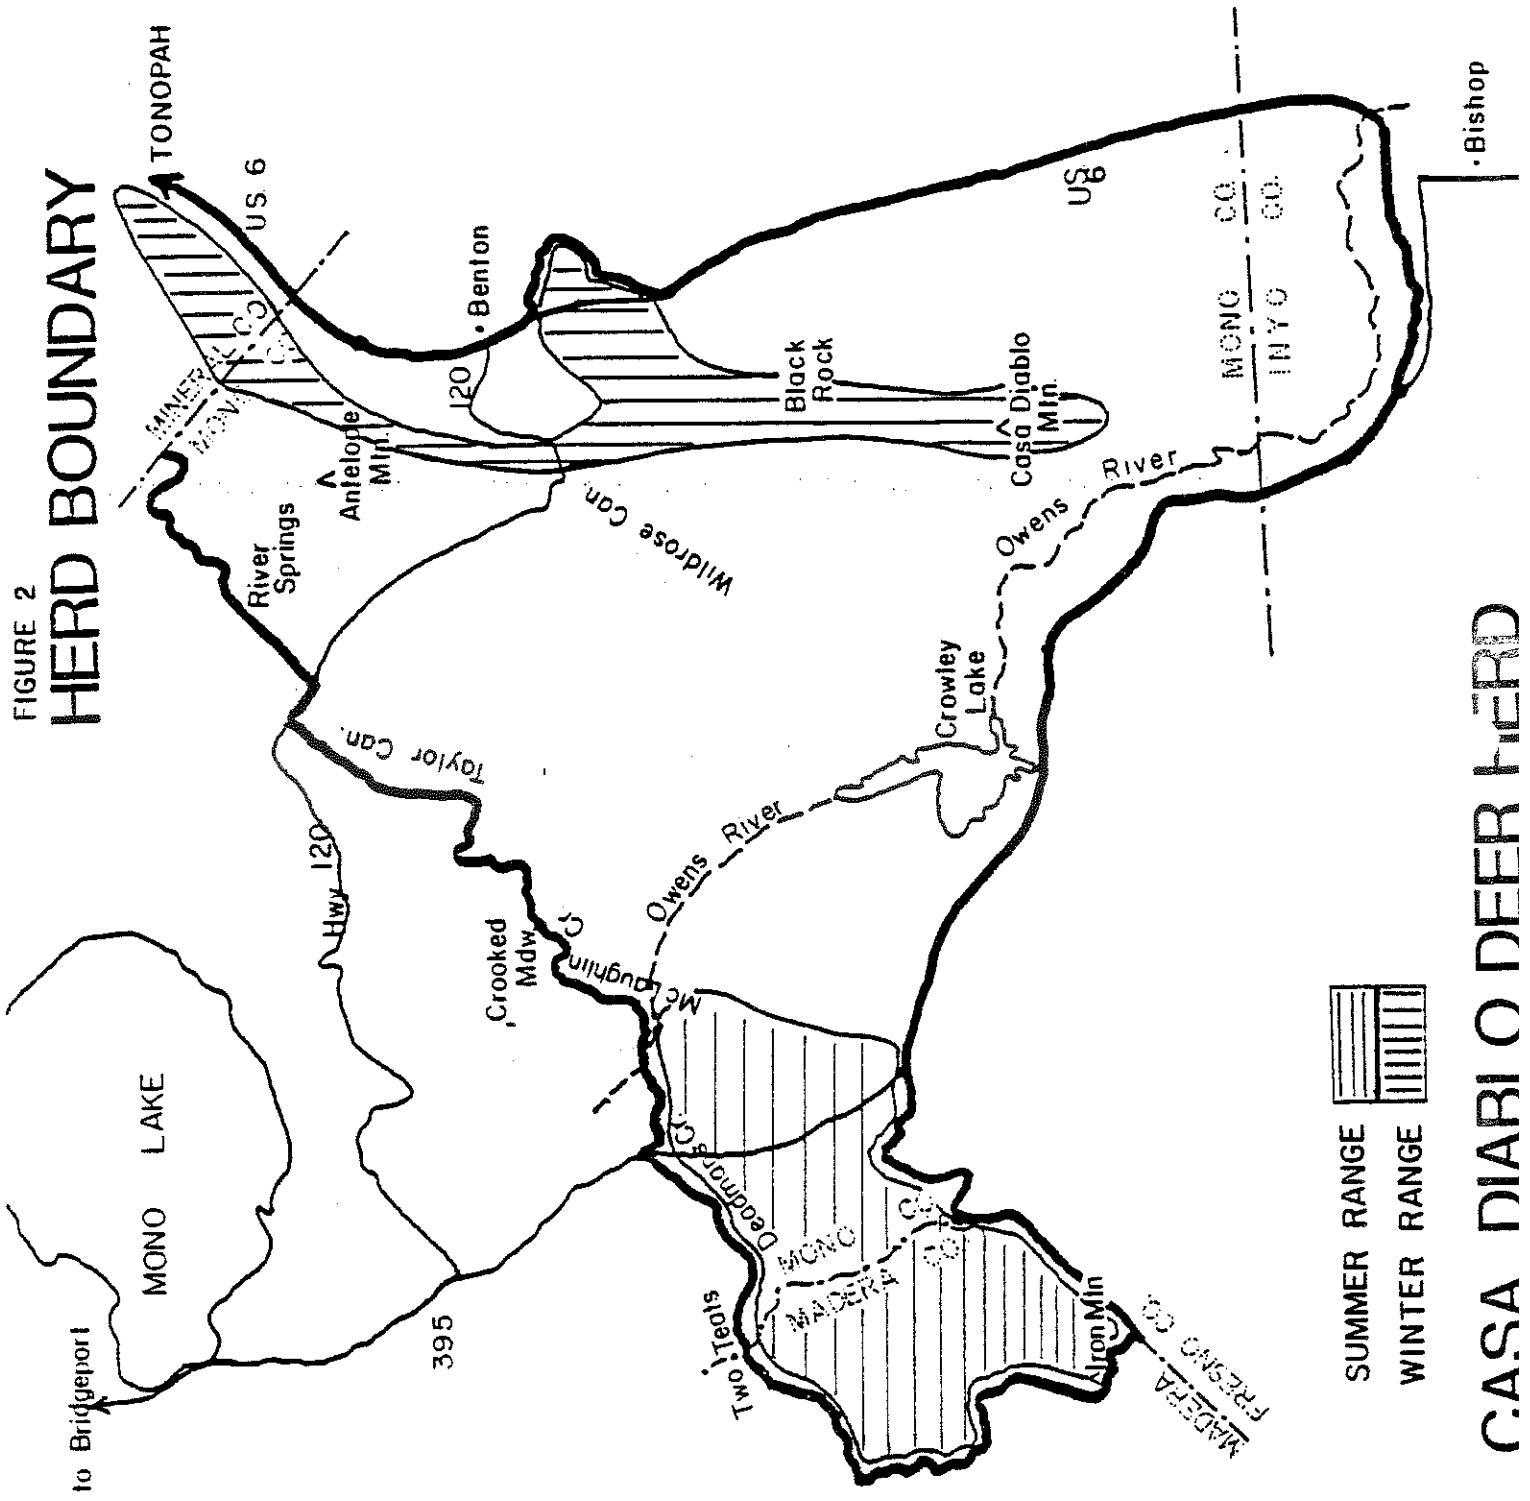 FIGURE 2
HERD BOUNDARY
to Bridgeport
MONO LAKE
395
Hwy 120
TONOPAH
US 6
MINERAL CO
MONO
River
Springs
Antelope
Mtn.
120
Benton
Taylor Can.
Wildrose Can.
Crooked
Mdw.
McLaughlin Cr
Owens River
Black
Rock
Casa Diablo
Mtn.
US 6
Crowley
Lake
Owens River
Two Teats
Deadman Cr
MONO CO.
MADERA CO.
Iron Mtn
MADERA
FRESNO CO.
MONO CO.
INYO CO.
Bishop
SUMMER RANGE
WINTER RANGE
CASA DIABLO DEER HERD